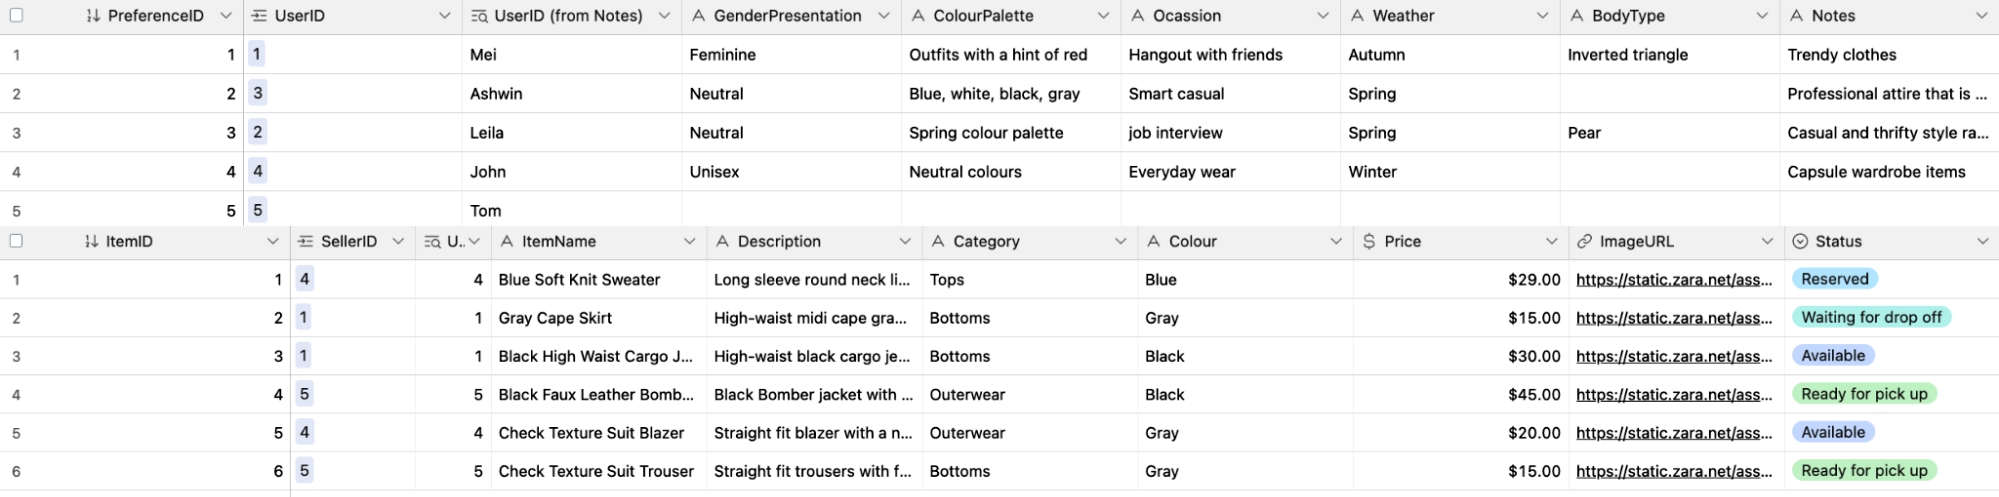 PreferenceID UserID UserID (from Notes) GenderPresentation ColourPalette Ocassion Weather BodyType Notes
1 1 1 Mei Feminine Outfits with a hint of red Hangout with friends Autumn Inverted triangle Trendy clothes
2 2 3 Ashwin Neutral Blue, white, black, gray Smart casual Spring Professional attire that is ...
3 3 2 Leila Neutral Spring colour palette job interview Spring Pear Casual and thrifty style ra...
4 4 4 John Unisex Neutral colours Everyday wear Winter Capsule wardrobe items
5 5 5 Tom
ItemID SellerID U.. ItemName Description Category Colour Price ImageURL Status
1 1 4 4 Blue Soft Knit Sweater Long sleeve round neck li... Tops Blue $29.00 https://static.zara.net/ass... Reserved
2 2 1 1 Gray Cape Skirt High-waist midi cape gra... Bottoms Gray $15.00 https://static.zara.net/ass... Waiting for drop off
3 3 1 1 Black High Waist Cargo J... High-waist black cargo je... Bottoms Black $30.00 https://static.zara.net/ass... Available
4 4 5 5 Black Faux Leather Bomb... Black Bomber jacket with ... Outerwear Black $45.00 https://static.zara.net/ass... Ready for pick up
5 5 4 4 Check Texture Suit Blazer Straight fit blazer with a n... Outerwear Gray $20.00 https://static.zara.net/ass... Available
6 6 5 5 Check Texture Suit Trouser Straight fit trousers with f... Bottoms Gray $15.00 https://static.zara.net/ass... Ready for pick up